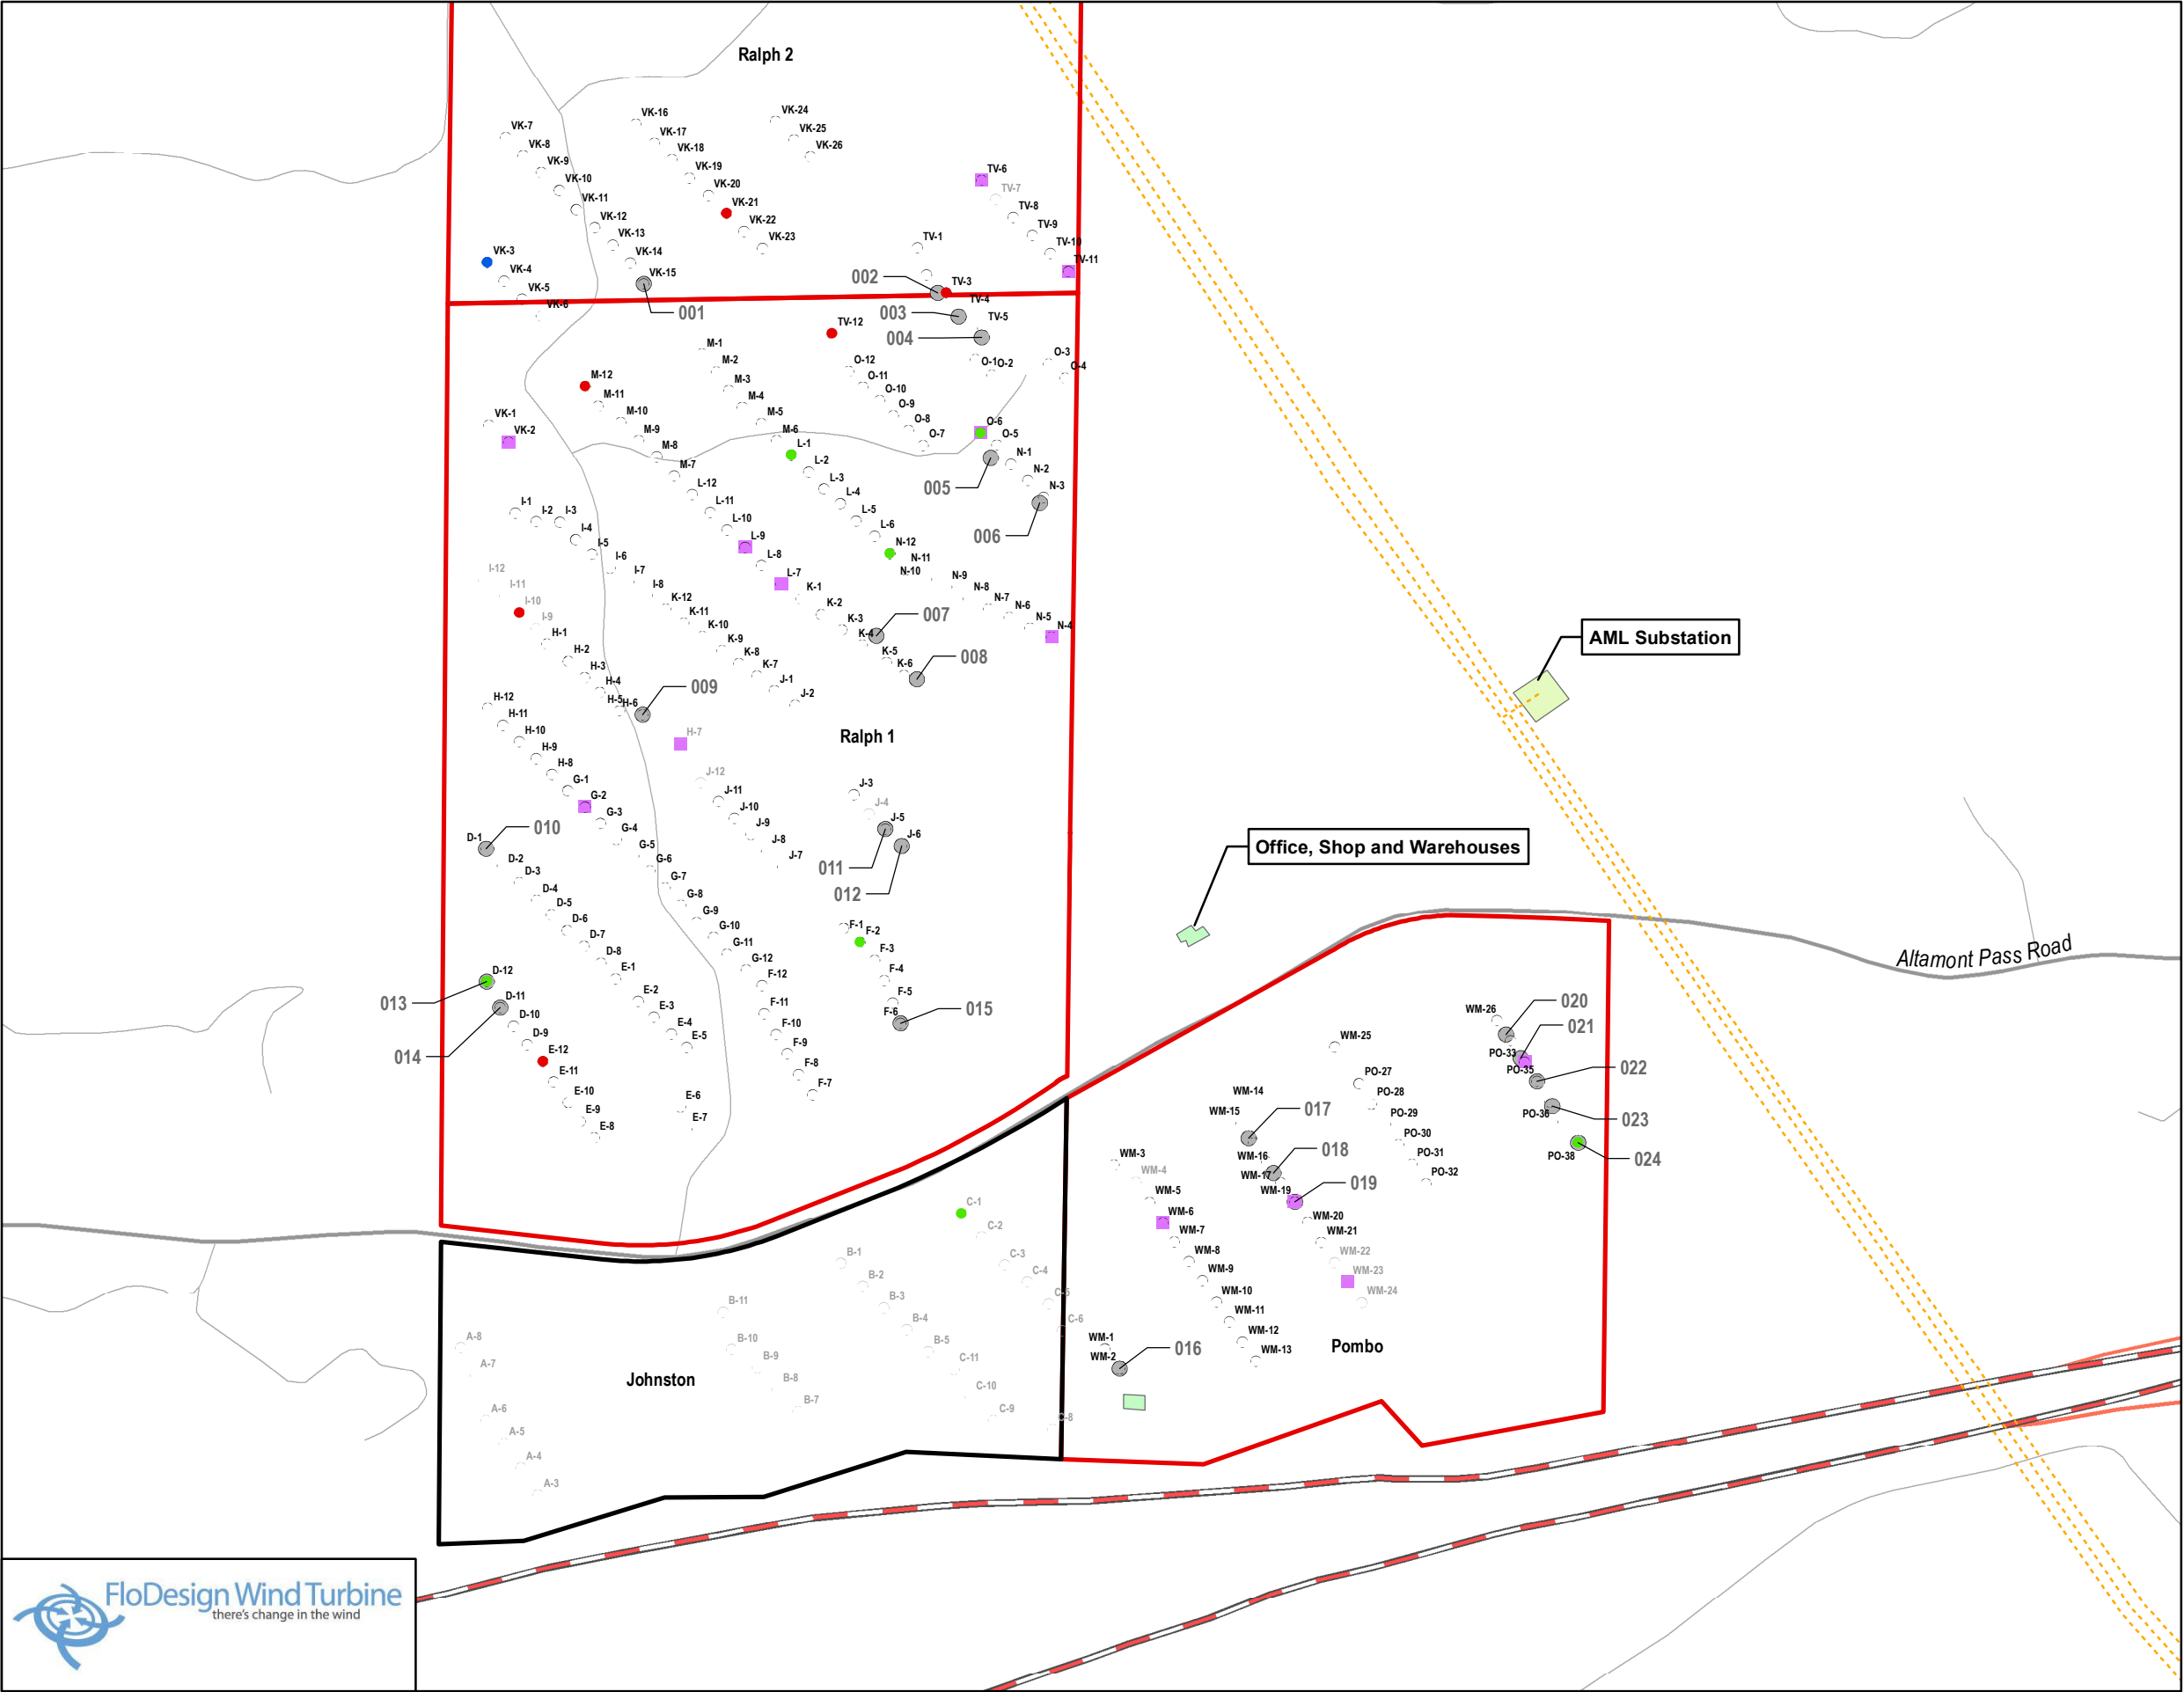 Ralph 2
VK-7
VK-8
VK-9
VK-10
VK-11
VK-12
VK-13
VK-14
VK-15
VK-16
VK-17
VK-18
VK-19
VK-20
VK-21
VK-22
VK-23
VK-24
VK-25
VK-26
TV-6
TV-7
TV-8
TV-9
TV-10
TV-11
TV-1
VK-3
VK-4
VK-5
VK-6
001
002
TV-3
TV-4
003
TV-5
004
TV-12
M-1
M-2
M-3
M-4
M-5
M-6
O-12
O-11
O-10
O-9
O-8
O-7
O-1
O-2
O-3
O-4
M-12
M-11
M-10
M-9
M-8
M-7
VK-1
VK-2
L-1
L-2
L-3
L-4
L-5
L-6
O-6
O-5
N-1
N-2
N-3
005
006
L-12
L-11
L-10
L-9
L-8
L-7
I-1
I-2
I-3
I-4
I-5
I-6
I-7
I-8
N-12
N-11
N-10
N-9
N-8
N-7
N-6
N-5
N-4
I-12
I-11
I-10
I-9
K-12
K-11
K-10
K-9
K-8
K-7
K-1
K-2
K-3
K-4
K-5
K-6
007
008
H-1
H-2
H-3
H-4
H-5
H-6
009
J-1
J-2
AML Substation
H-12
H-11
H-10
H-9
H-8
H-7
Ralph 1
G-1
G-2
G-3
G-4
G-5
G-6
G-7
G-8
G-9
G-10
G-11
G-12
J-12
J-11
J-10
J-9
J-8
J-7
J-3
J-4
J-5
J-6
011
012
D-1
010
D-2
D-3
D-4
D-5
D-6
D-7
D-8
E-1
E-2
E-3
E-4
E-5
Office, Shop and Warehouses
F-1
F-2
F-3
F-4
F-5
F-6
015
F-12
F-11
F-10
F-9
F-8
F-7
D-12
013
D-11
014
D-10
D-9
E-12
E-11
E-10
E-9
E-8
E-6
E-7
Altamont Pass Road
WM-26
020
021
PO-33
PO-35
022
PO-36
023
PO-38
024
WM-25
PO-27
PO-28
PO-29
PO-30
PO-31
PO-32
WM-14
WM-15
017
WM-16
018
WM-17
WM-19
019
WM-20
WM-21
WM-22
WM-23
WM-24
WM-3
WM-4
WM-5
WM-6
WM-7
WM-8
WM-9
WM-10
WM-11
WM-12
WM-13
WM-1
WM-2
016
Pombo
C-1
C-2
C-3
C-4
C-5
C-6
B-1
B-2
B-3
B-4
B-5
C-11
C-10
C-9
C-8
B-11
B-10
B-9
B-8
B-7
A-8
A-7
A-6
A-5
A-4
A-3
Johnston
FloDesign Wind Turbine
there's change in the wind